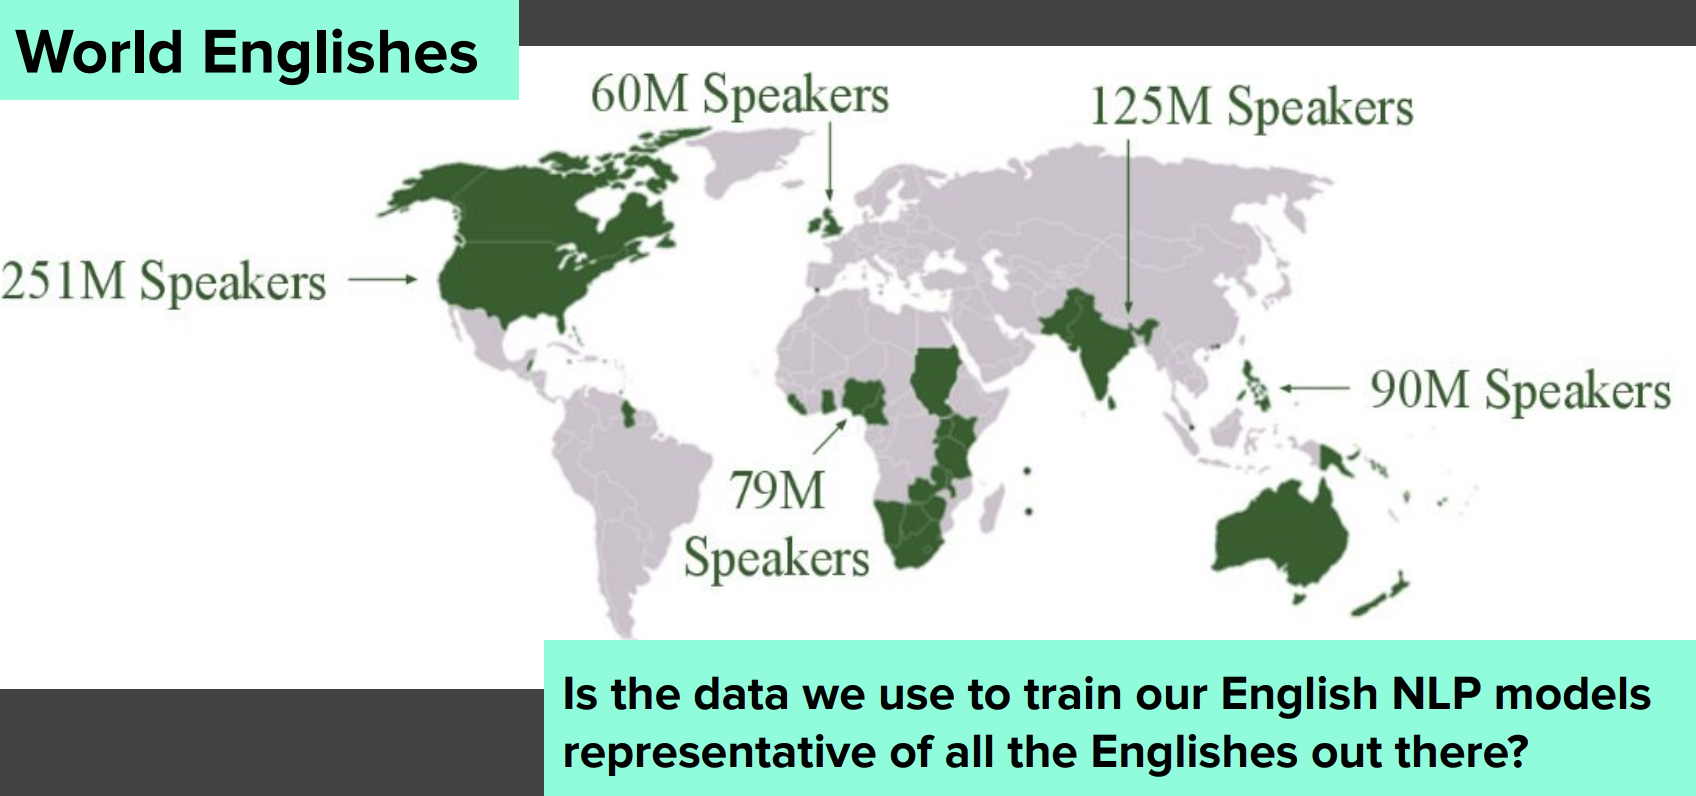 World Englishes
60M Speakers
125M Speakers
251M Speakers
90M Speakers
79M
Speakers
Is the data we use to train our English NLP models
representative of all the Englishes out there?